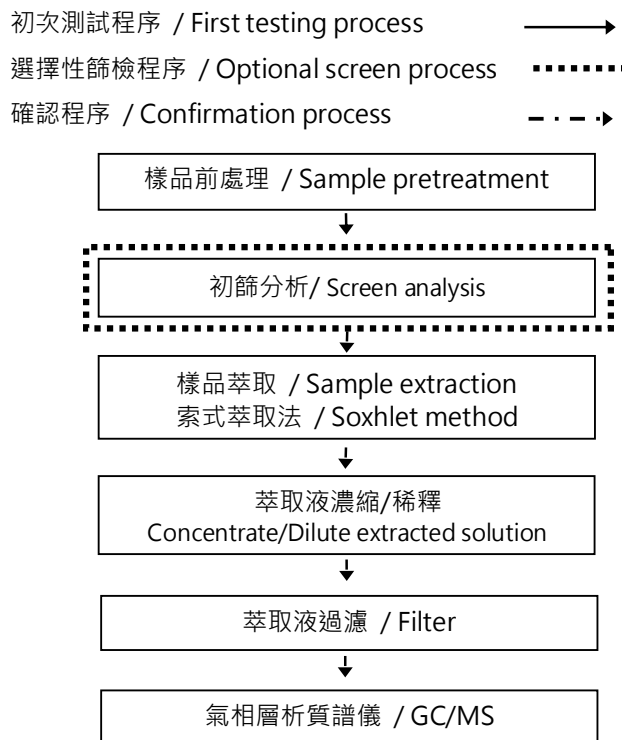 初次測試程序 / First testing process
選擇性篩檢程序 / Optional screen process
確認程序 / Confirmation process
樣品前處理 / Sample pretreatment
初篩分析/ Screen analysis
樣品萃取 / Sample extraction
索式萃取法 / Soxhlet method
萃取液濃縮/稀釋
Concentrate/Dilute extracted solution
萃取液過濾 / Filter
氣相層析質譜儀 / GC/MS